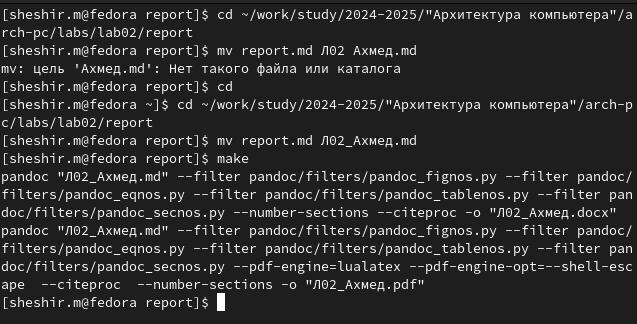 [sheshir.m@fedora report]$ cd ~/work/study/2024-2025/"Архитектура компьютера"/a
rch-pc/labs/lab02/report
[sheshir.m@fedora report]$ mv report.md Л02 Ахмед.md
mv: цель 'Ахмед.md': Нет такого файла или каталога
[sheshir.m@fedora report]$ cd
[sheshir.m@fedora ~]$ cd ~/work/study/2024-2025/"Архитектура компьютера"/arch-p
c/labs/lab02/report
[sheshir.m@fedora report]$ mv report.md Л02_Ахмед.md
[sheshir.m@fedora report]$ make
pandoc "Л02_Ахмед.md" --filter pandoc/filters/pandoc_fignos.py --filter pandoc/
filters/pandoc_eqnos.py --filter pandoc/filters/pandoc_tablenos.py --filter pan
doc/filters/pandoc_secnos.py --number-sections --citeproc -o "Л02_Ахмед.docx"
pandoc "Л02_Ахмед.md" --filter pandoc/filters/pandoc_fignos.py --filter pandoc/
filters/pandoc_eqnos.py --filter pandoc/filters/pandoc_tablenos.py --filter pan
doc/filters/pandoc_secnos.py --pdf-engine=lualatex --pdf-engine-opt=--shell-esc
ape  --citeproc  --number-sections -o "Л02_Ахмед.pdf"
[sheshir.m@fedora report]$